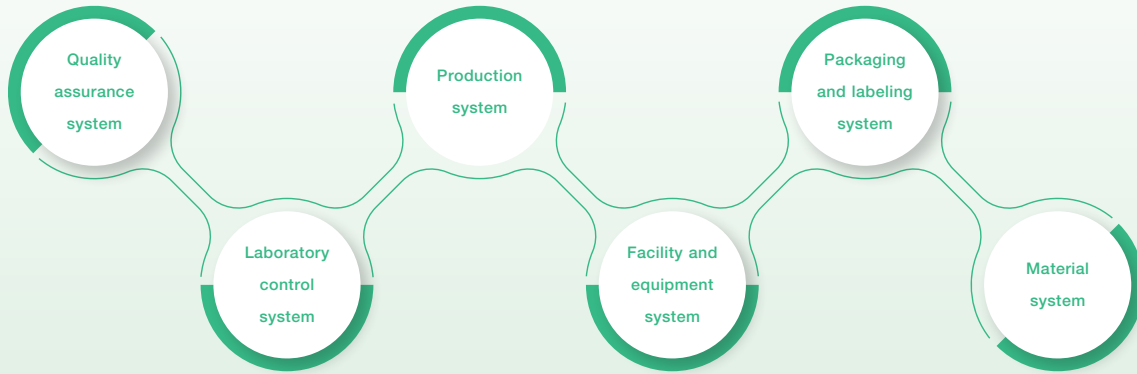 Quality
assurance
system
Laboratory
control
system
Production
system
Facility and
equipment
system
Packaging
and labeling
system
Material
system